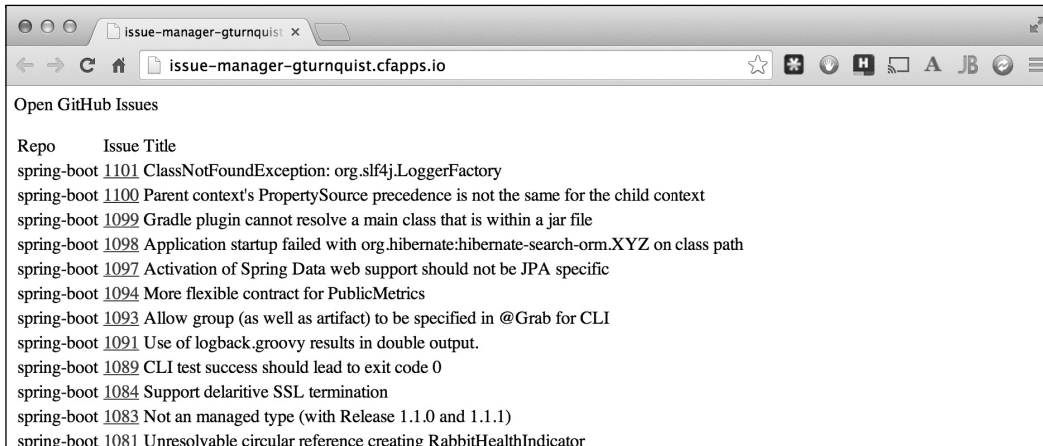 issue-manager-gturnquist
issue-manager-gturnquist.cfapps.io
H A JB
Open GitHub Issues
Repo Issue Title
spring-boot 1101 ClassNotFoundException: org.slf4j.LoggerFactory
spring-boot 1100 Parent context's PropertySource precedence is not the same for the child context
spring-boot 1099 Gradle plugin cannot resolve a main class that is within a jar file
spring-boot 1098 Application startup failed with org.hibernate:hibernate-search-orm.XYZ on class path
spring-boot 1097 Activation of Spring Data web support should not be JPA specific
spring-boot 1094 More flexible contract for PublicMetrics
spring-boot 1093 Allow group (as well as artifact) to be specified in @Grab for CLI
spring-boot 1091 Use of logback.groovy results in double output.
spring-boot 1089 CLI test success should lead to exit code 0
spring-boot 1084 Support delaritive SSL termination
spring-boot 1083 Not an managed type (with Release 1.1.0 and 1.1.1)
spring-boot 1081 Unresolvable circular reference creating RabbitHealthIndicator